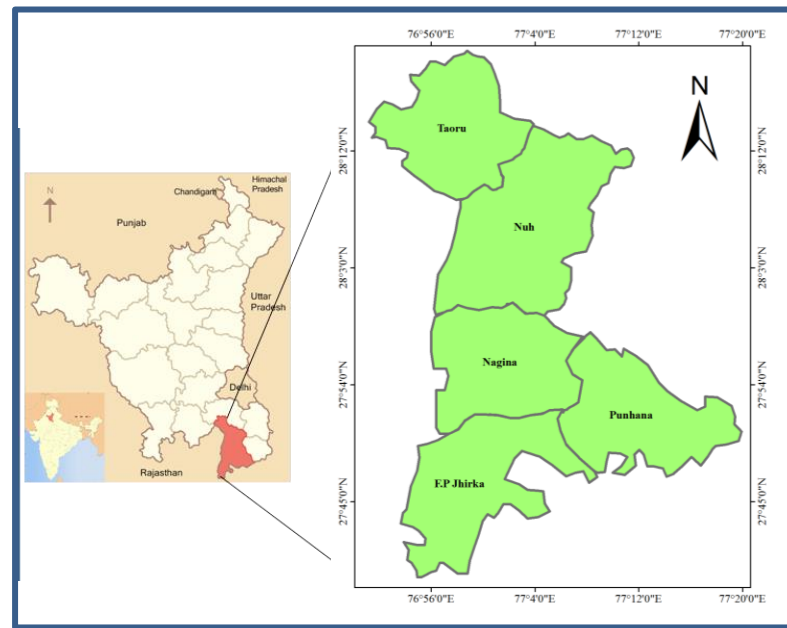 76°56'0"E 77°4'0"E 77°12'0"E 77°20'0"E
N
Taoru
28°12'0"N
28°12'0"N
Himachal
Pradesh
Chandigarh
N
Punjab
Nuh
28°3'0"N
28°3'0"N
Uttar
Pradesh
Nagina
Delhi
27°54'0"N
27°54'0"N
Punhana
Rajasthan
F.P Jhirka
27°45'0"N
27°45'0"N
76°56'0"E 77°4'0"E 77°12'0"E 77°20'0"E